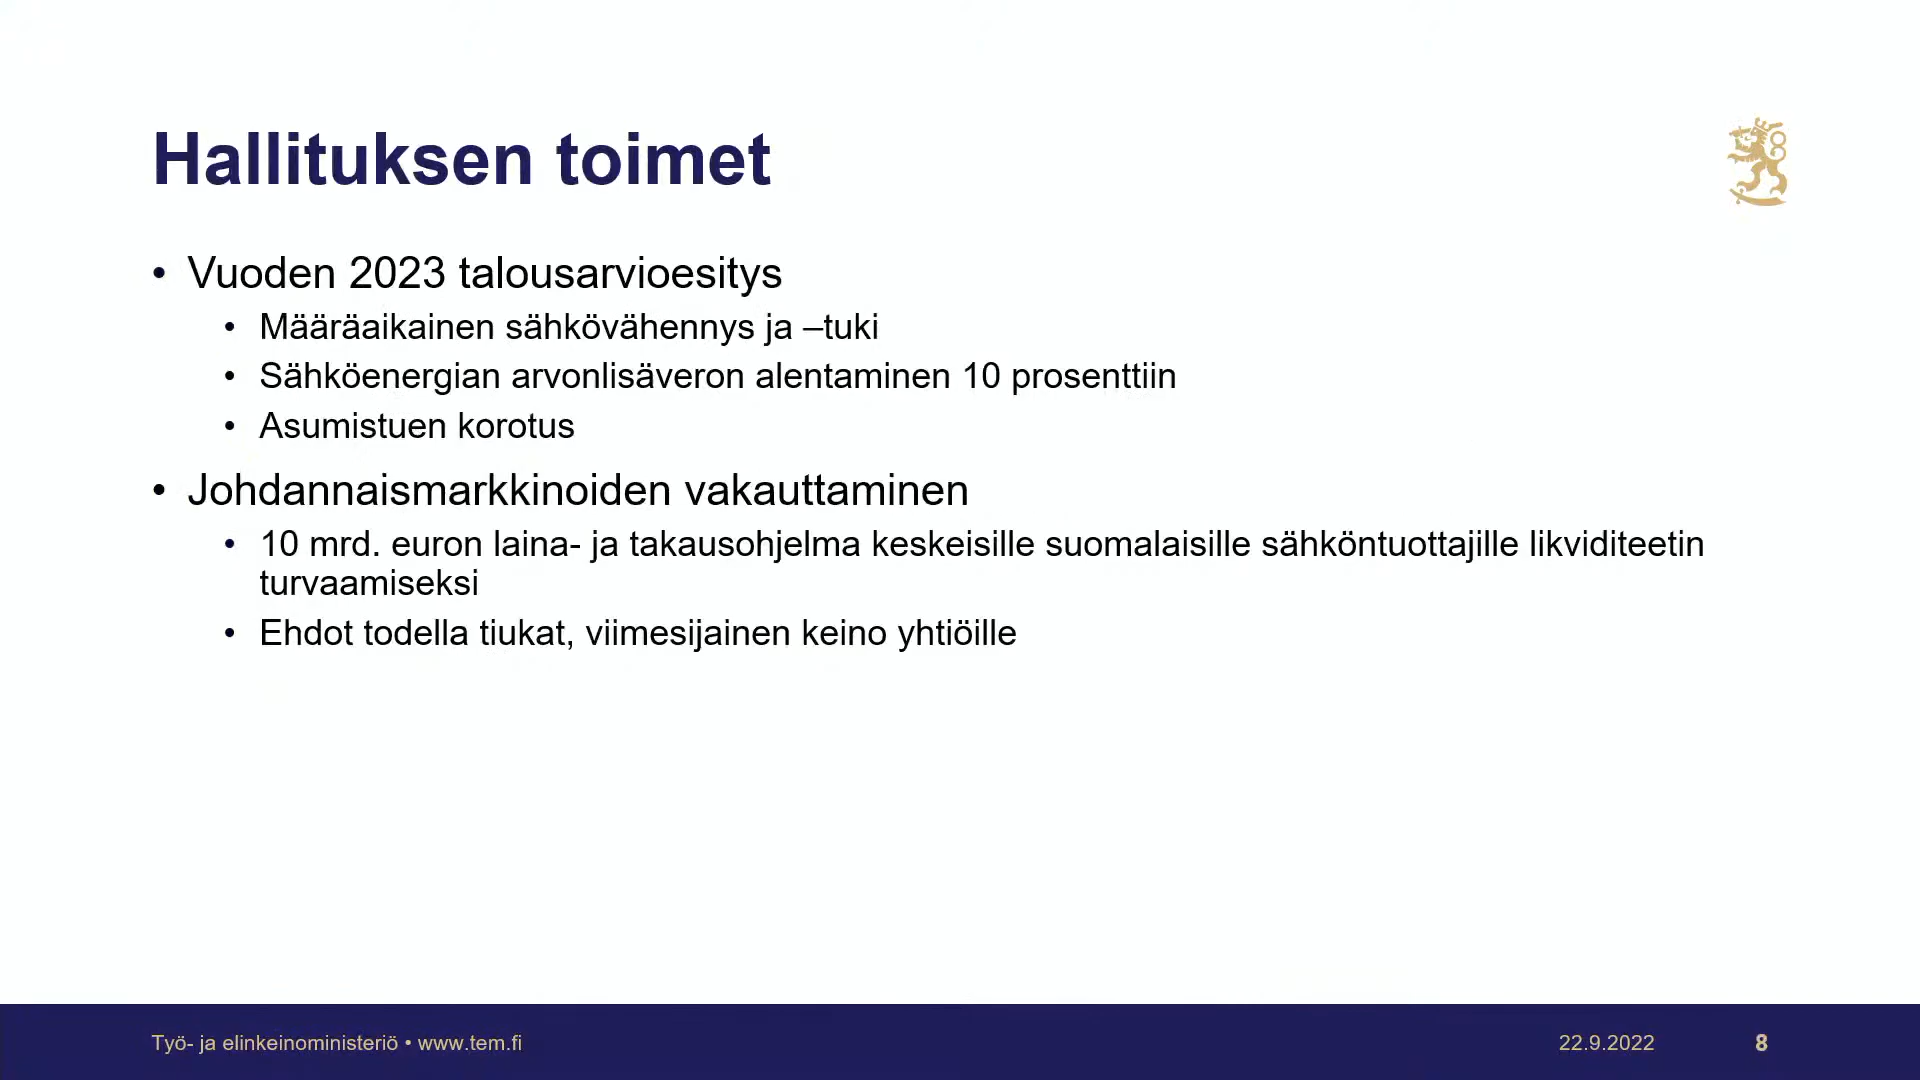 Hallituksen toimet
• Vuoden 2023 talousarvioesitys
• Määräaikainen sähkövähennys ja –tuki
• Sähköenergian arvonlisäveron alentaminen 10 prosenttiin
• Asumistuen korotus
• Johdannaismarkkinoiden vakauttaminen
• 10 mrd. euron laina- ja takausohjelma keskeisille suomalaisille sähköntuottajille likviditeetin
turvaamiseksi
• Ehdot todella tiukat, viimesijainen keino yhtiöille
Työ- ja elinkeinoministeriö • www.tem.fi
22.9.2022
8